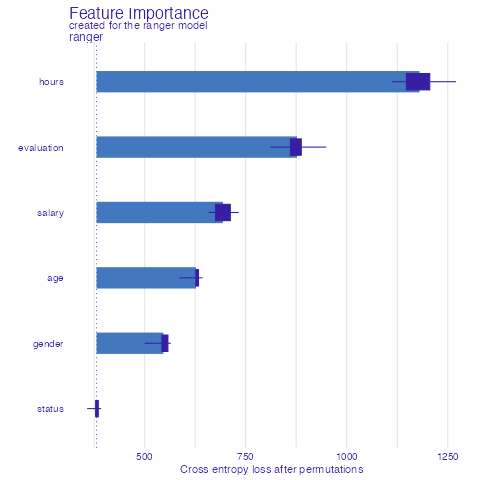 Feature Importance
created for the ranger model
ranger
hours
evaluation
salary
age
gender
status
500 750 1000 1250
Cross entropy loss after permutations